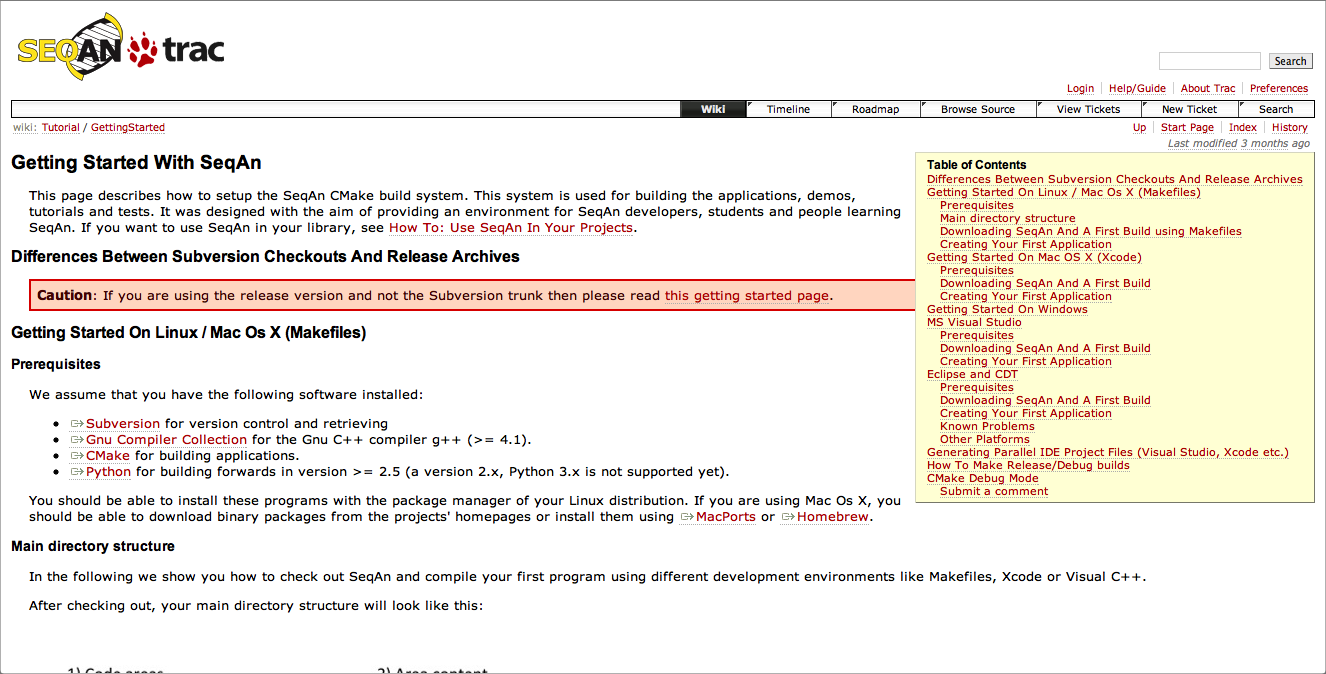 SEQAN trac
Search
Login Help/Guide About Trac Preferences
Wiki Timeline Roadmap Browse Source View Tickets New Ticket Search
wiki: Tutorial / GettingStarted
Up Start Page Index History
Last modified 3 months ago
Getting Started With SeqAn
This page describes how to setup the SeqAn CMake build system. This system is used for building the applications, demos,
tutorials and tests. It was designed with the aim of providing an environment for SeqAn developers, students and people learning
SeqAn. If you want to use SeqAn in your library, see How To: Use SeqAn In Your Projects.
Differences Between Subversion Checkouts And Release Archives
Caution: If you are using the release version and not the Subversion trunk then please read this getting started page.
Getting Started On Linux / Mac Os X (Makefiles)
Prerequisites
We assume that you have the following software installed:
• Subversion for version control and retrieving
• Gnu Compiler Collection for the Gnu C++ compiler g++ (>= 4.1).
• CMake for building applications.
• Python for building forwards in version >= 2.5 (a version 2.x, Python 3.x is not supported yet).
You should be able to install these programs with the package manager of your Linux distribution. If you are using Mac Os X, you
should be able to download binary packages from the projects' homepages or install them using MacPorts or Homebrew.
Main directory structure
In the following we show you how to check out SeqAn and compile your first program using different development environments like Makefiles, Xcode or Visual C++.
After checking out, your main directory structure will look like this:
1) Code areas 2) Area content
Table of Contents
Differences Between Subversion Checkouts And Release Archives
Getting Started On Linux / Mac Os X (Makefiles)
Prerequisites
Main directory structure
Downloading SeqAn And A First Build using Makefiles
Creating Your First Application
Getting Started On Mac OS X (Xcode)
Prerequisites
Downloading SeqAn And A First Build
Creating Your First Application
Getting Started On Windows
MS Visual Studio
Prerequisites
Downloading SeqAn And A First Build
Creating Your First Application
Eclipse and CDT
Prerequisites
Downloading SeqAn And A First Build
Creating Your First Application
Known Problems
Other Platforms
Generating Parallel IDE Project Files (Visual Studio, Xcode etc.)
How To Make Release/Debug builds
CMake Debug Mode
Submit a comment